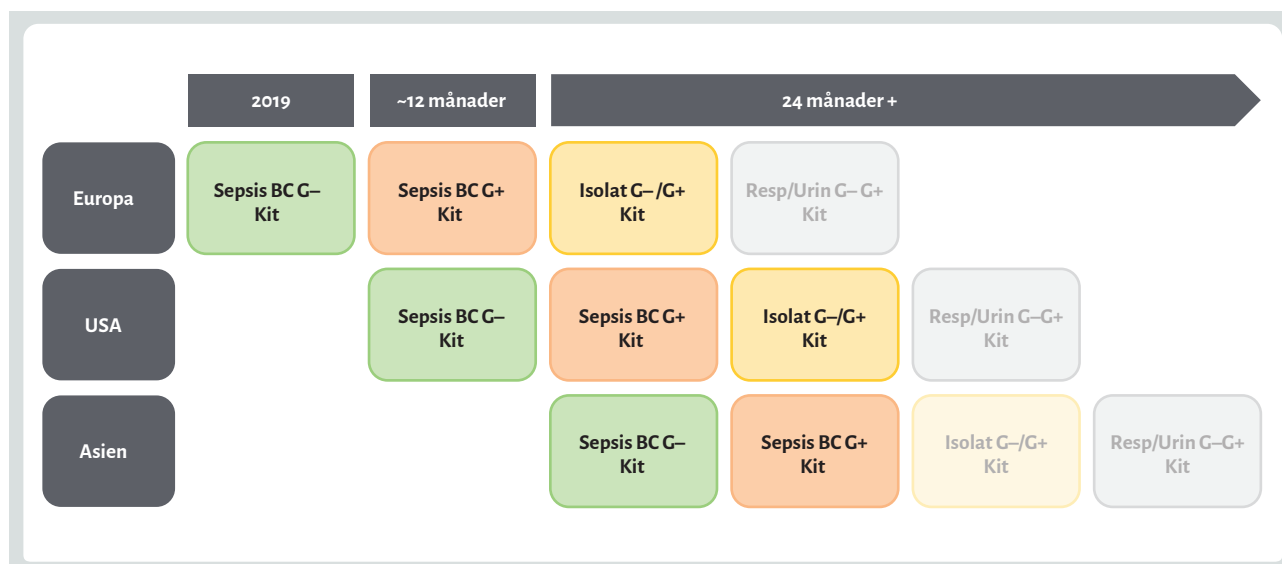 2019
~12 månader
24 månader +
Europa
Sepsis BC G–
Kit
Sepsis BC G+
Kit
Isolat G– /G+
Kit
Resp/Urin G– G+
Kit
USA
Sepsis BC G–
Kit
Sepsis BC G+
Kit
Isolat G–/G+
Kit
Resp/Urin G–G+
Kit
Asien
Sepsis BC G–
Kit
Sepsis BC G+
Kit
Isolat G–/G+
Kit
Resp/Urin G–G+
Kit